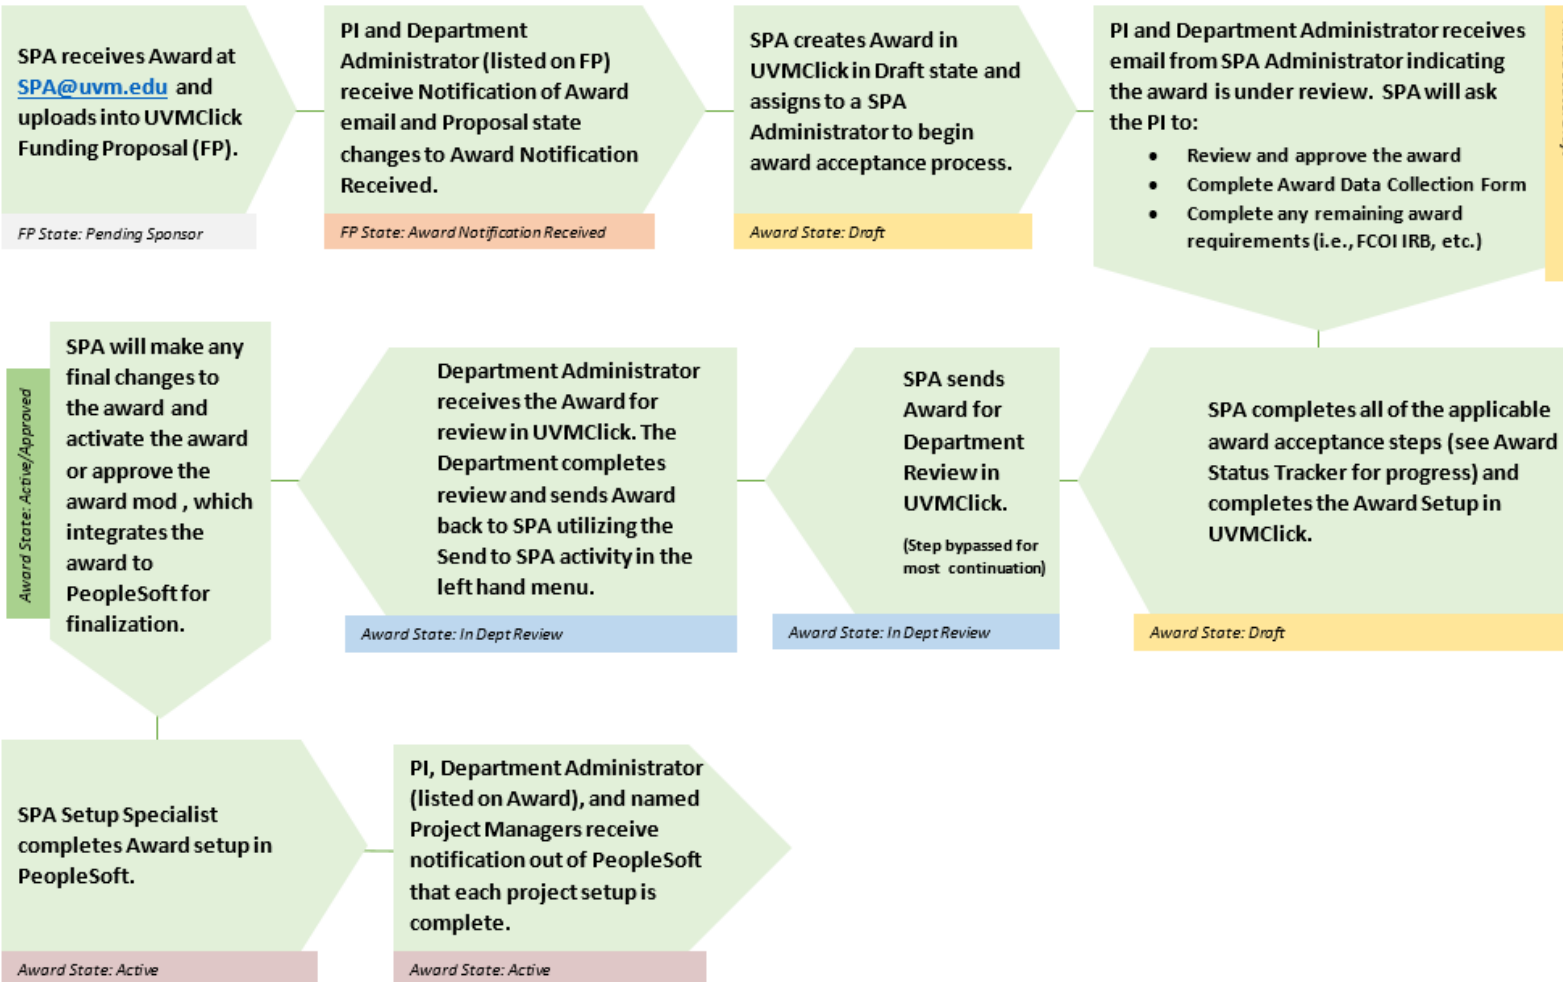 SPA receives Award at
SPA@uvm.edu and
uploads into UVMClick
Funding Proposal (FP).
FP State: Pending Sponsor
PI and Department
Administrator (listed on FP)
receive Notification of Award
email and Proposal state
changes to Award Notification
Received.
FP State: Award Notification Received
SPA creates Award in
UVMClick in Draft state and
assigns to a SPA
Administrator to begin
award acceptance process.
Award State: Draft
PI and Department Administrator receives
email from SPA Administrator indicating
the award is under review. SPA will ask
the PI to:
• Review and approve the award
• Complete Award Data Collection Form
• Complete any remaining award
requirements (i.e., FCOI IRB, etc.)
SPA completes all of the applicable
award acceptance steps (see Award
Status Tracker for progress) and
completes the Award Setup in
UVMClick.
Award State: Draft
SPA sends
Award for
Department
Review in
UVMClick.
(Step bypassed for
most continuation)
Award State: In Dept Review
Department Administrator
receives the Award for
review in UVMClick. The
Department completes
review and sends Award
back to SPA utilizing the
Send to SPA activity in the
left hand menu.
Award State: In Dept Review
SPA will make any
final changes to
the award and
activate the award
or approve the
award mod , which
integrates the
award to
PeopleSoft for
finalization.
Award State: Active/Approved
SPA Setup Specialist
completes Award setup in
PeopleSoft.
Award State: Active
PI, Department Administrator
(listed on Award), and named
Project Managers receive
notification out of PeopleSoft
that each project setup is
complete.
Award State: Active